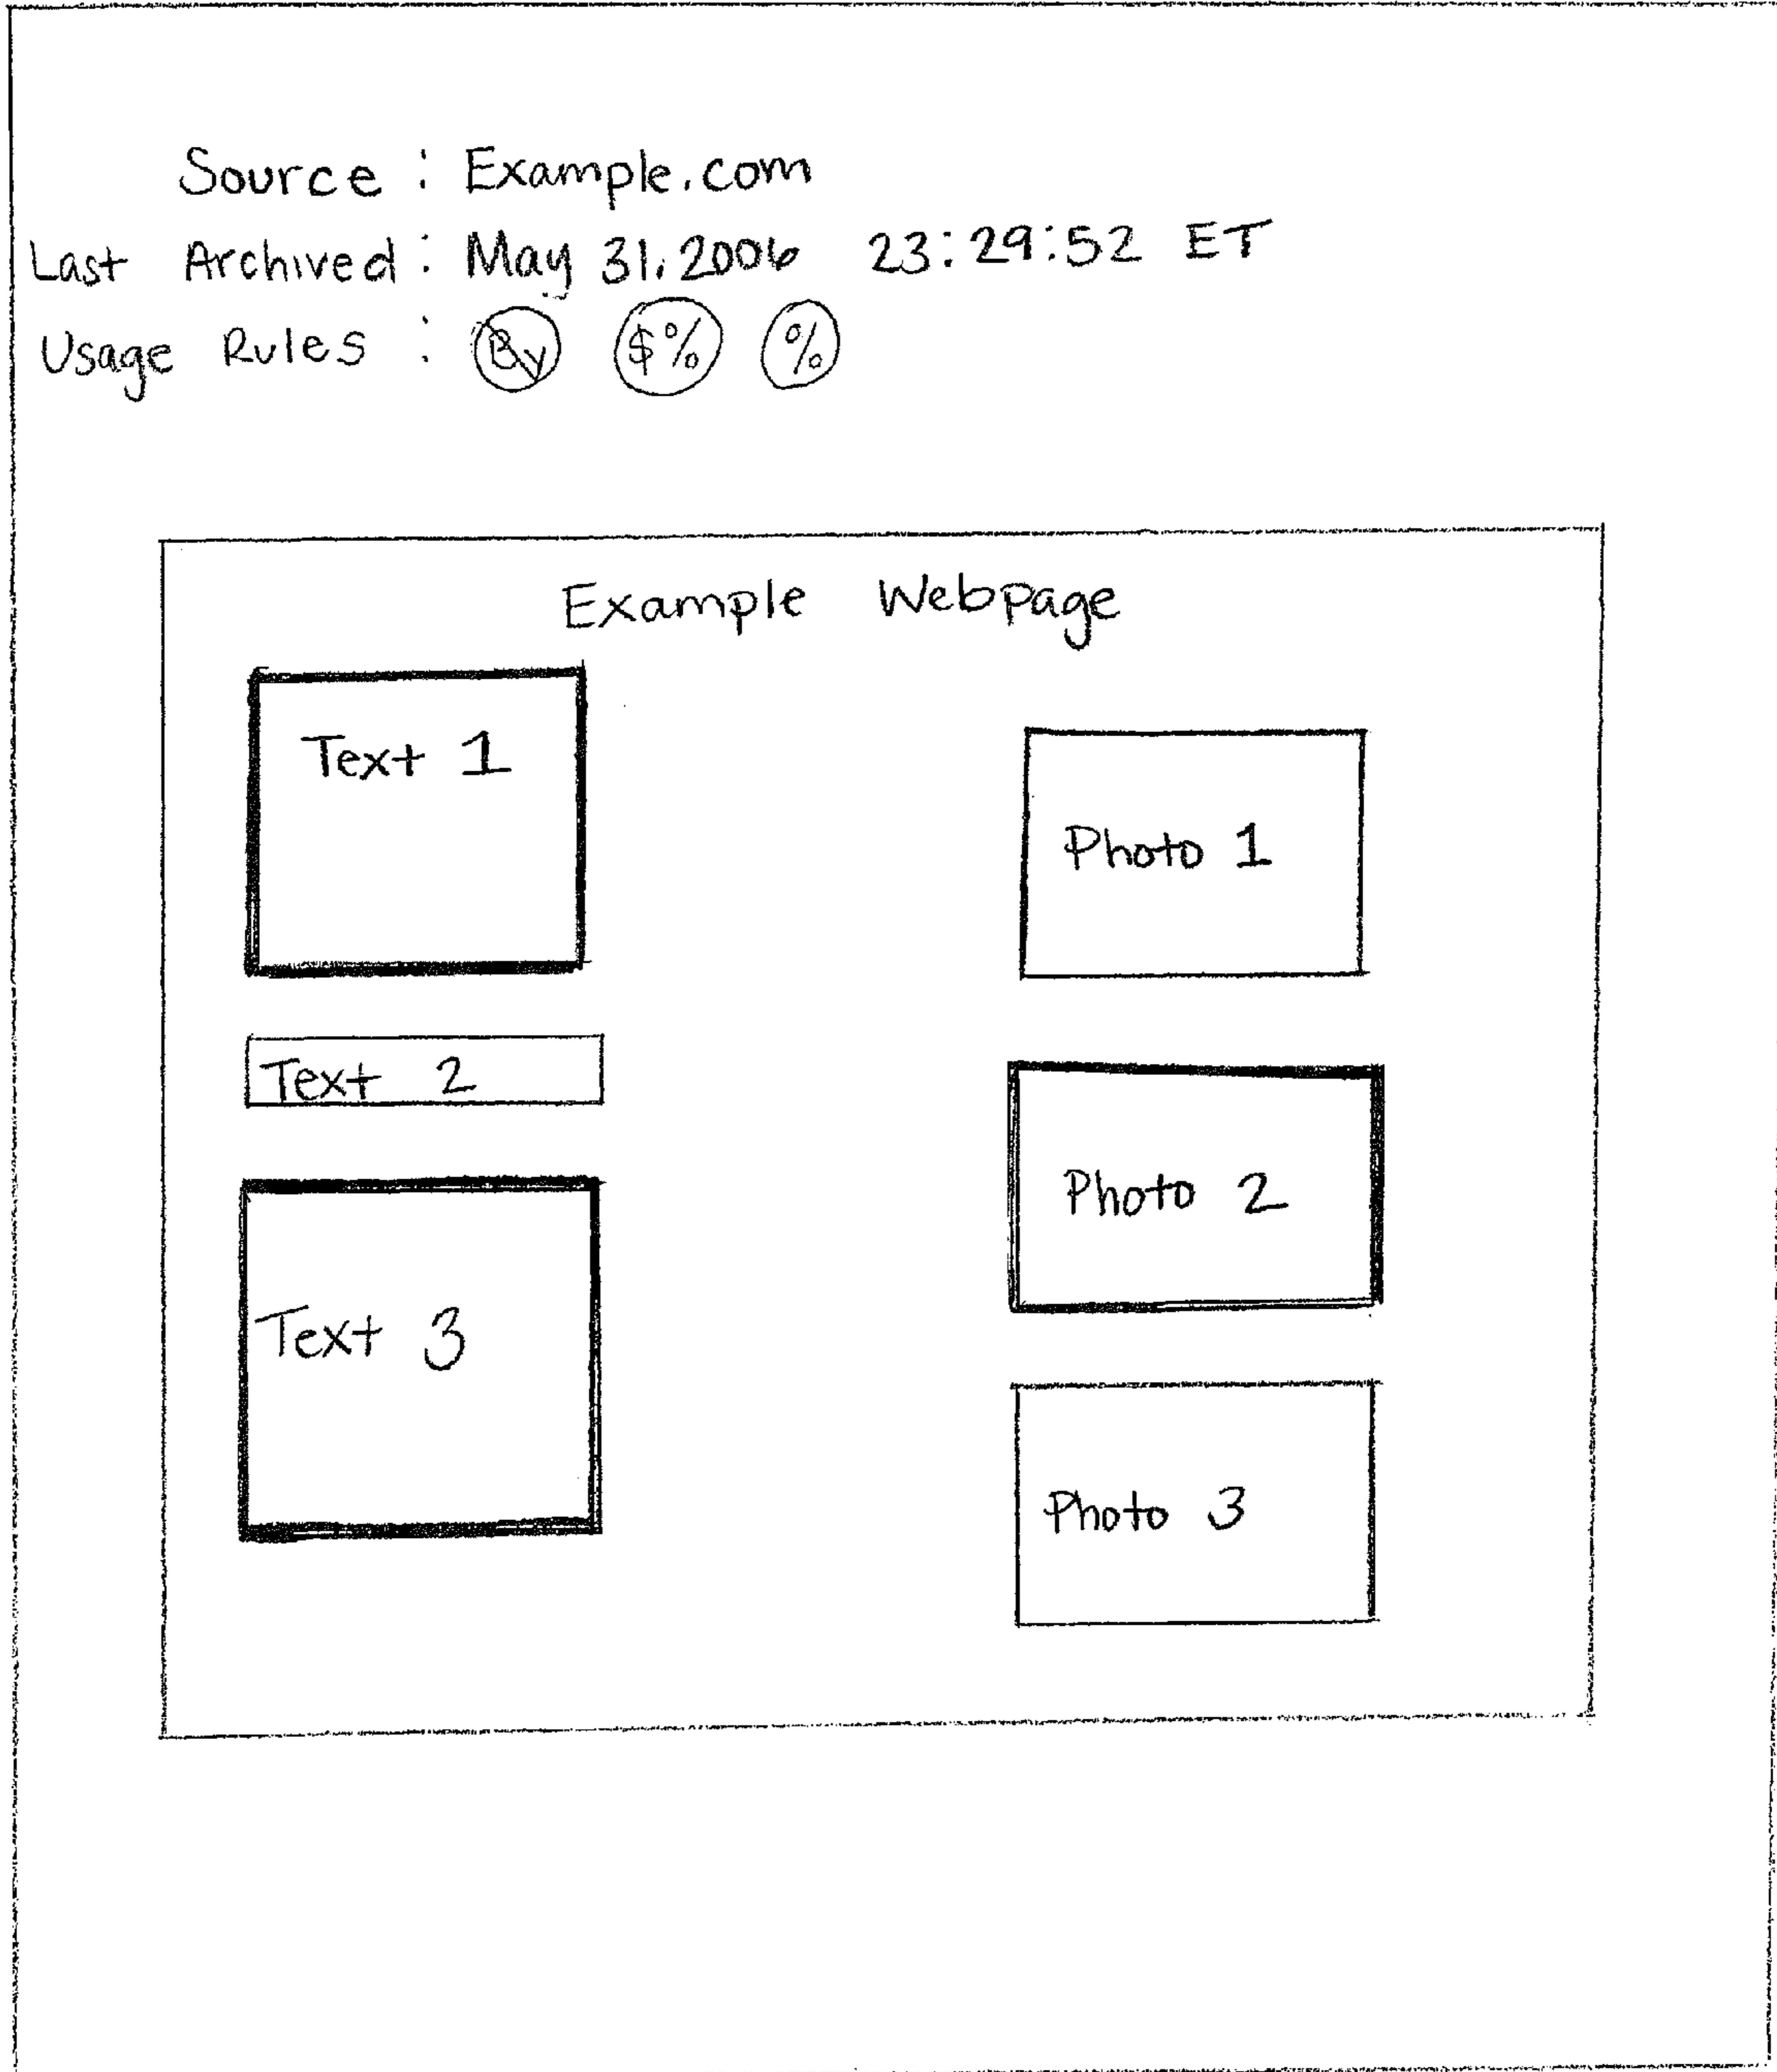 Source : Example.com
Last Archived : May 31, 2006 23:29:52 ET
Usage Rules : By $% %
Example Webpage
Text 1
Text 2
Text 3
Photo 1
Photo 2
Photo 3